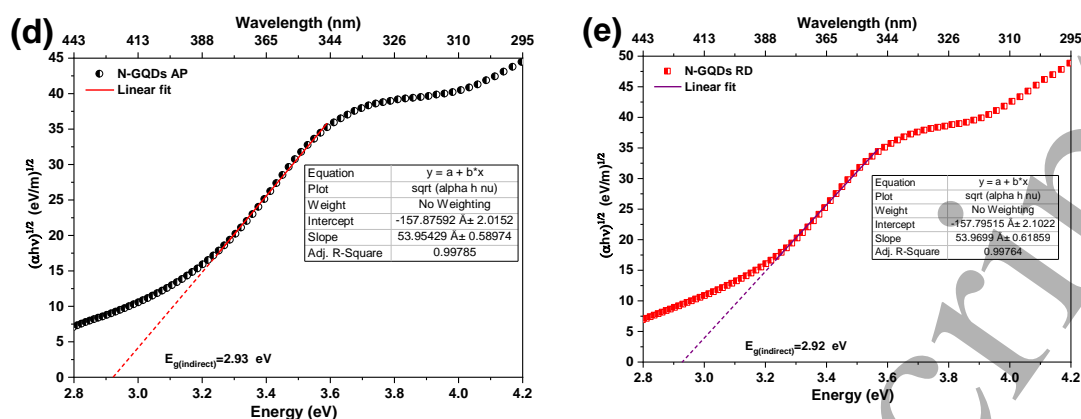 (d)
Wavelength (nm)
443 413 388 365 344 326 310 295
45
40
35
30
25
20
15
10
5
0
(αhν)1/2 (eV/m)1/2
N-GQDs AP
Linear fit
Equation y = a + b*x
Plot sqrt (alpha h nu)
Weight No Weighting
Intercept -157.87592 Â± 2.0152
Slope 53.95429 Â± 0.58974
Adj. R-Square 0.99785
Eg(indirect)=2.93 eV
2.8 3.0 3.2 3.4 3.6 3.8 4.0 4.2
Energy (eV)
(e)
Wavelength (nm)
443 413 388 365 344 326 310 295
50
45
40
35
30
25
20
15
10
5
0
(αhν)1/2 (eV/m)1/2
N-GQDs RD
Linear fit
Equation y = a + b*x
Plot sqrt (alpha h nu)
Weight No Weighting
Intercept -157.79515 Â± 2.1022
Slope 53.9699 Â± 0.61859
Adj. R-Square 0.99764
Eg(indirect)=2.92 eV
2.8 3.0 3.2 3.4 3.6 3.8 4.0 4.2
Energy (eV)